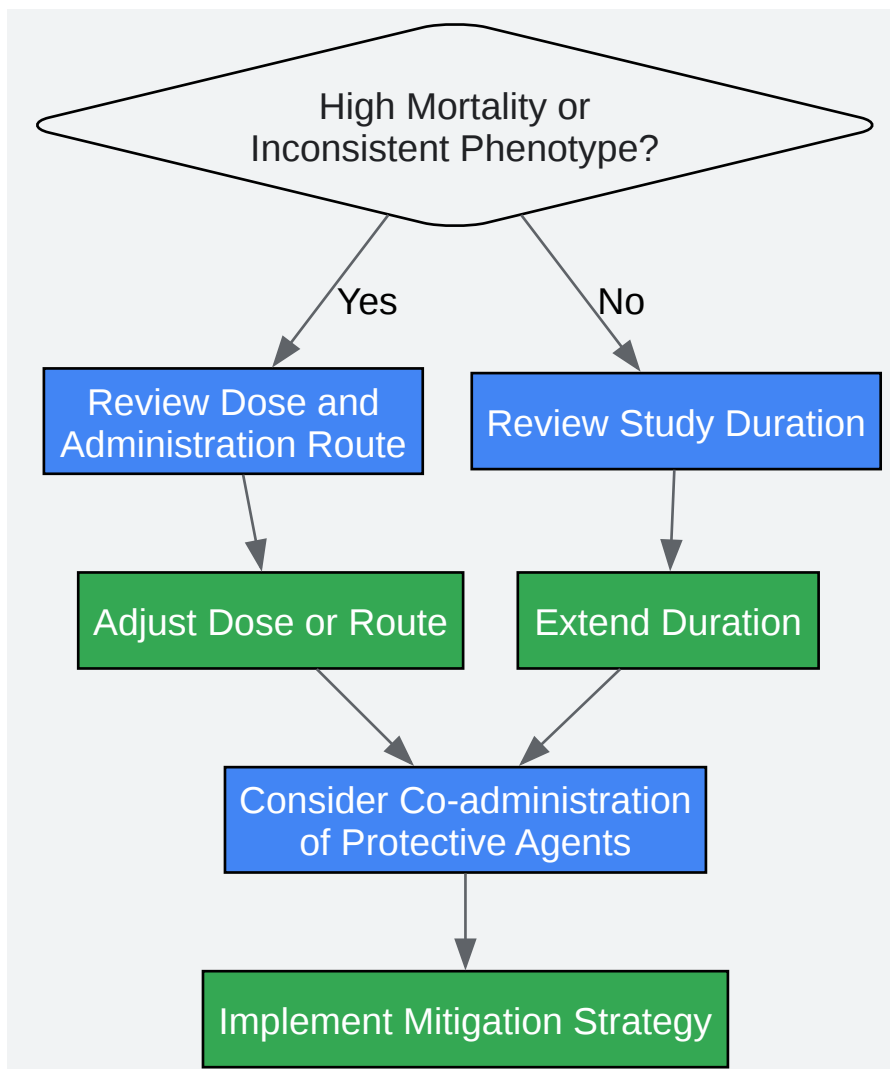 High Mortality or
Inconsistent Phenotype?
Yes
No
Review Dose and
Administration Route
Review Study Duration
Adjust Dose or Route
Extend Duration
Consider Co-administration
of Protective Agents
Implement Mitigation Strategy